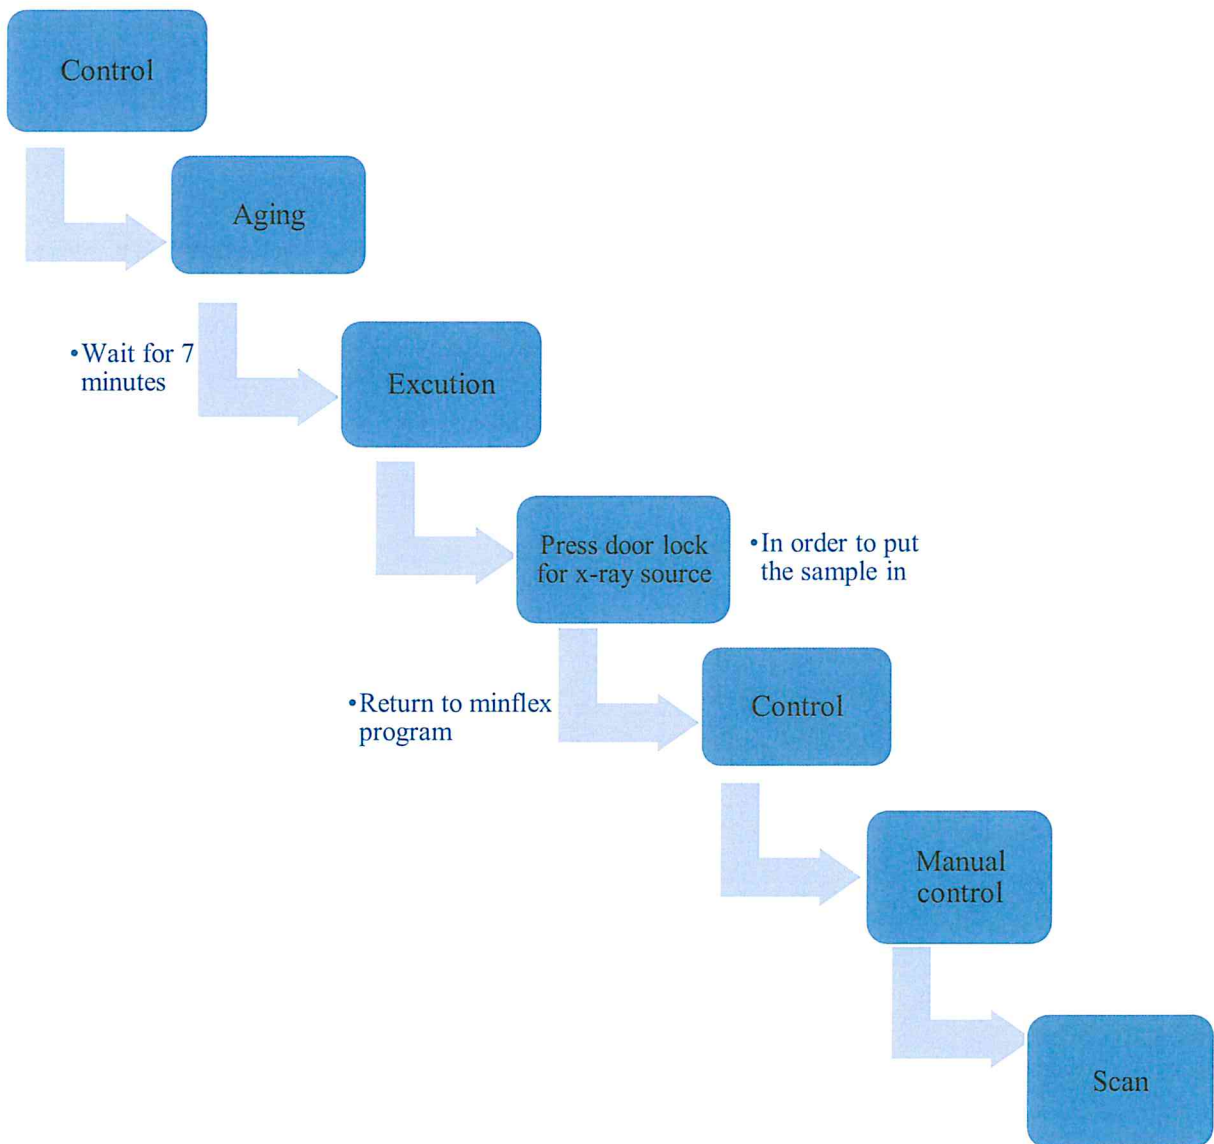 Control
Aging
•Wait for 7
minutes
Excution
Press door lock
for x-ray source
•In order to put
the sample in
•Return to minflex
program
Control
Manual
control
Scan